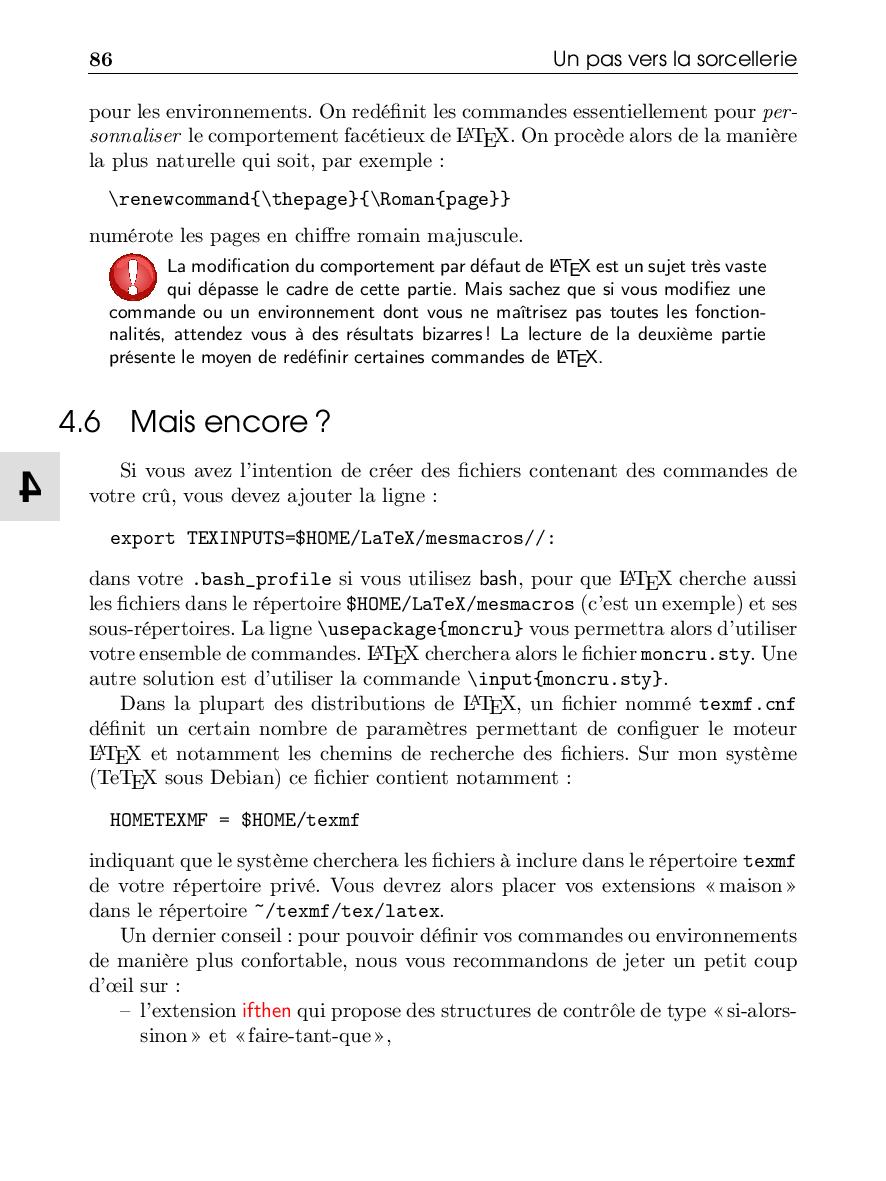 86 Un pas vers la sorcellerie
pour les environnements. On redéfinit les commandes essentiellement pour per-
sonnaliser le comportement facétieux de LATEX. On procède alors de la manière
la plus naturelle qui soit, par exemple :
\renewcommand{\thepage}{\Roman{page}}
numérote les pages en chiffre romain majuscule.
La modification du comportement par défaut de LATEX est un sujet très vaste
qui dépasse le cadre de cette partie. Mais sachez que si vous modifiez une
commande ou un environnement dont vous ne maîtrisez pas toutes les fonction-
nalités, attendez vous à des résultats bizarres ! La lecture de la deuxième partie
présente le moyen de redéfinir certaines commandes de LATEX.
4.6 Mais encore ?
4
Si vous avez l'intention de créer des fichiers contenant des commandes de
votre crû, vous devez ajouter la ligne :
export TEXINPUTS=$HOME/LaTeX/mesmacros//:
dans votre .bash_profile si vous utilisez bash, pour que LATEX cherche aussi
les fichiers dans le répertoire $HOME/LaTeX/mesmacros (c'est un exemple) et ses
sous-répertoires. La ligne \usepackage{moncru} vous permettra alors d'utiliser
votre ensemble de commandes. LATEX cherchera alors le fichier moncru.sty. Une
autre solution est d'utiliser la commande \input{moncru.sty}.
Dans la plupart des distributions de LATEX, un fichier nommé texmf.cnf
définit un certain nombre de paramètres permettant de configuer le moteur
LATEX et notamment les chemins de recherche des fichiers. Sur mon système
(TeTEX sous Debian) ce fichier contient notamment :
HOMETEXMF = $HOME/texmf
indiquant que le système cherchera les fichiers à inclure dans le répertoire texmf
de votre répertoire privé. Vous devrez alors placer vos extensions « maison »
dans le répertoire ~/texmf/tex/latex.
Un dernier conseil : pour pouvoir définir vos commandes ou environnements
de manière plus confortable, nous vous recommandons de jeter un petit coup
d'œil sur :
– l'extension ifthen qui propose des structures de contrôle de type « si-alors-
sinon » et « faire-tant-que »,